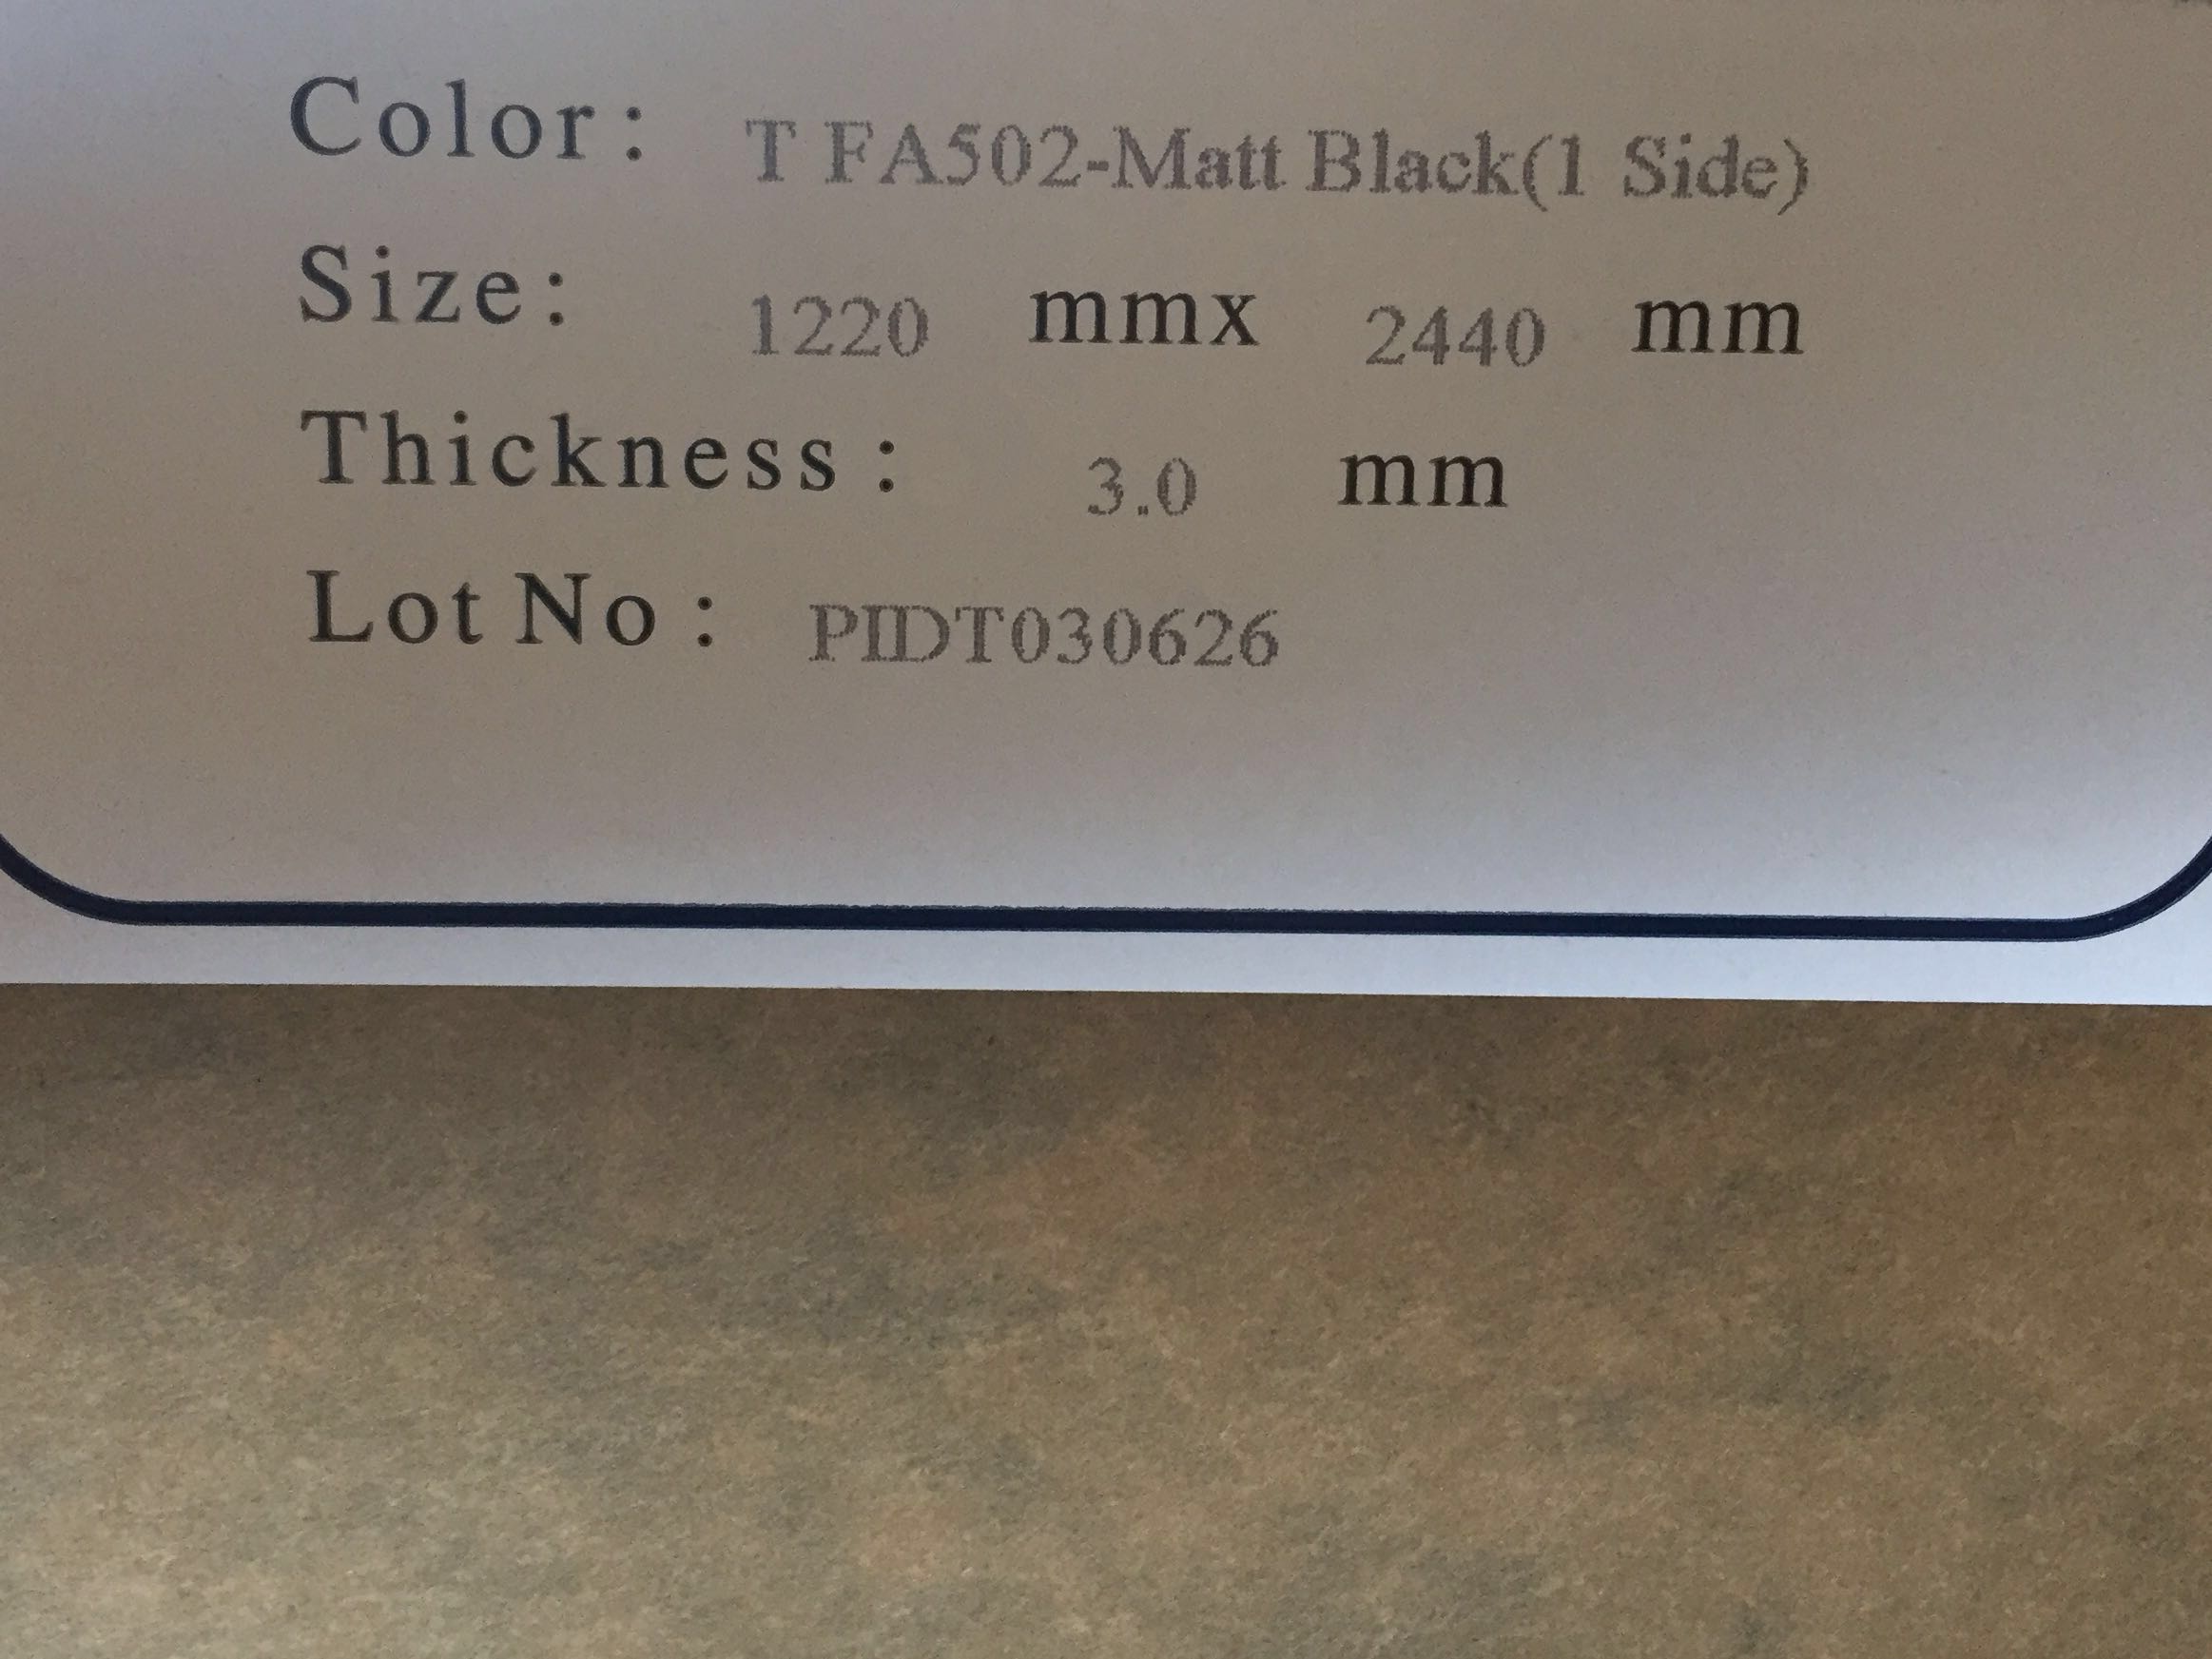 Color: T FA502-Matt Black(1 Side)
Size: 1220 mmx 2440 mm
Thickness: 3.0 mm
Lot No: PIDT030626